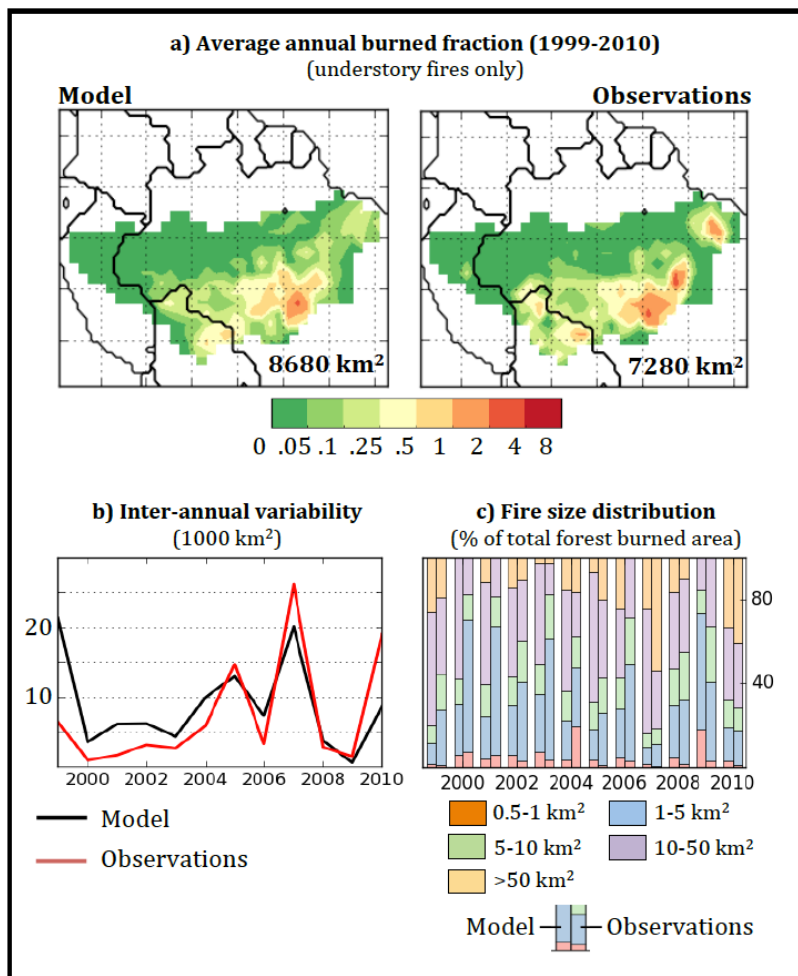 a) Average annual burned fraction (1999-2010)
(understory fires only)
Model
Observations
8680 km²
7280 km²
0 .05 .1 .25 .5 1 2 4 8
b) Inter-annual variability
(1000 km²)
20
10
2000 2002 2004 2006 2008 2010
Model
Observations
c) Fire size distribution
(% of total forest burned area)
80
40
2000 2002 2004 2006 2008 2010
0.5-1 km² 1-5 km²
5-10 km² 10-50 km²
>50 km²
Model Observations